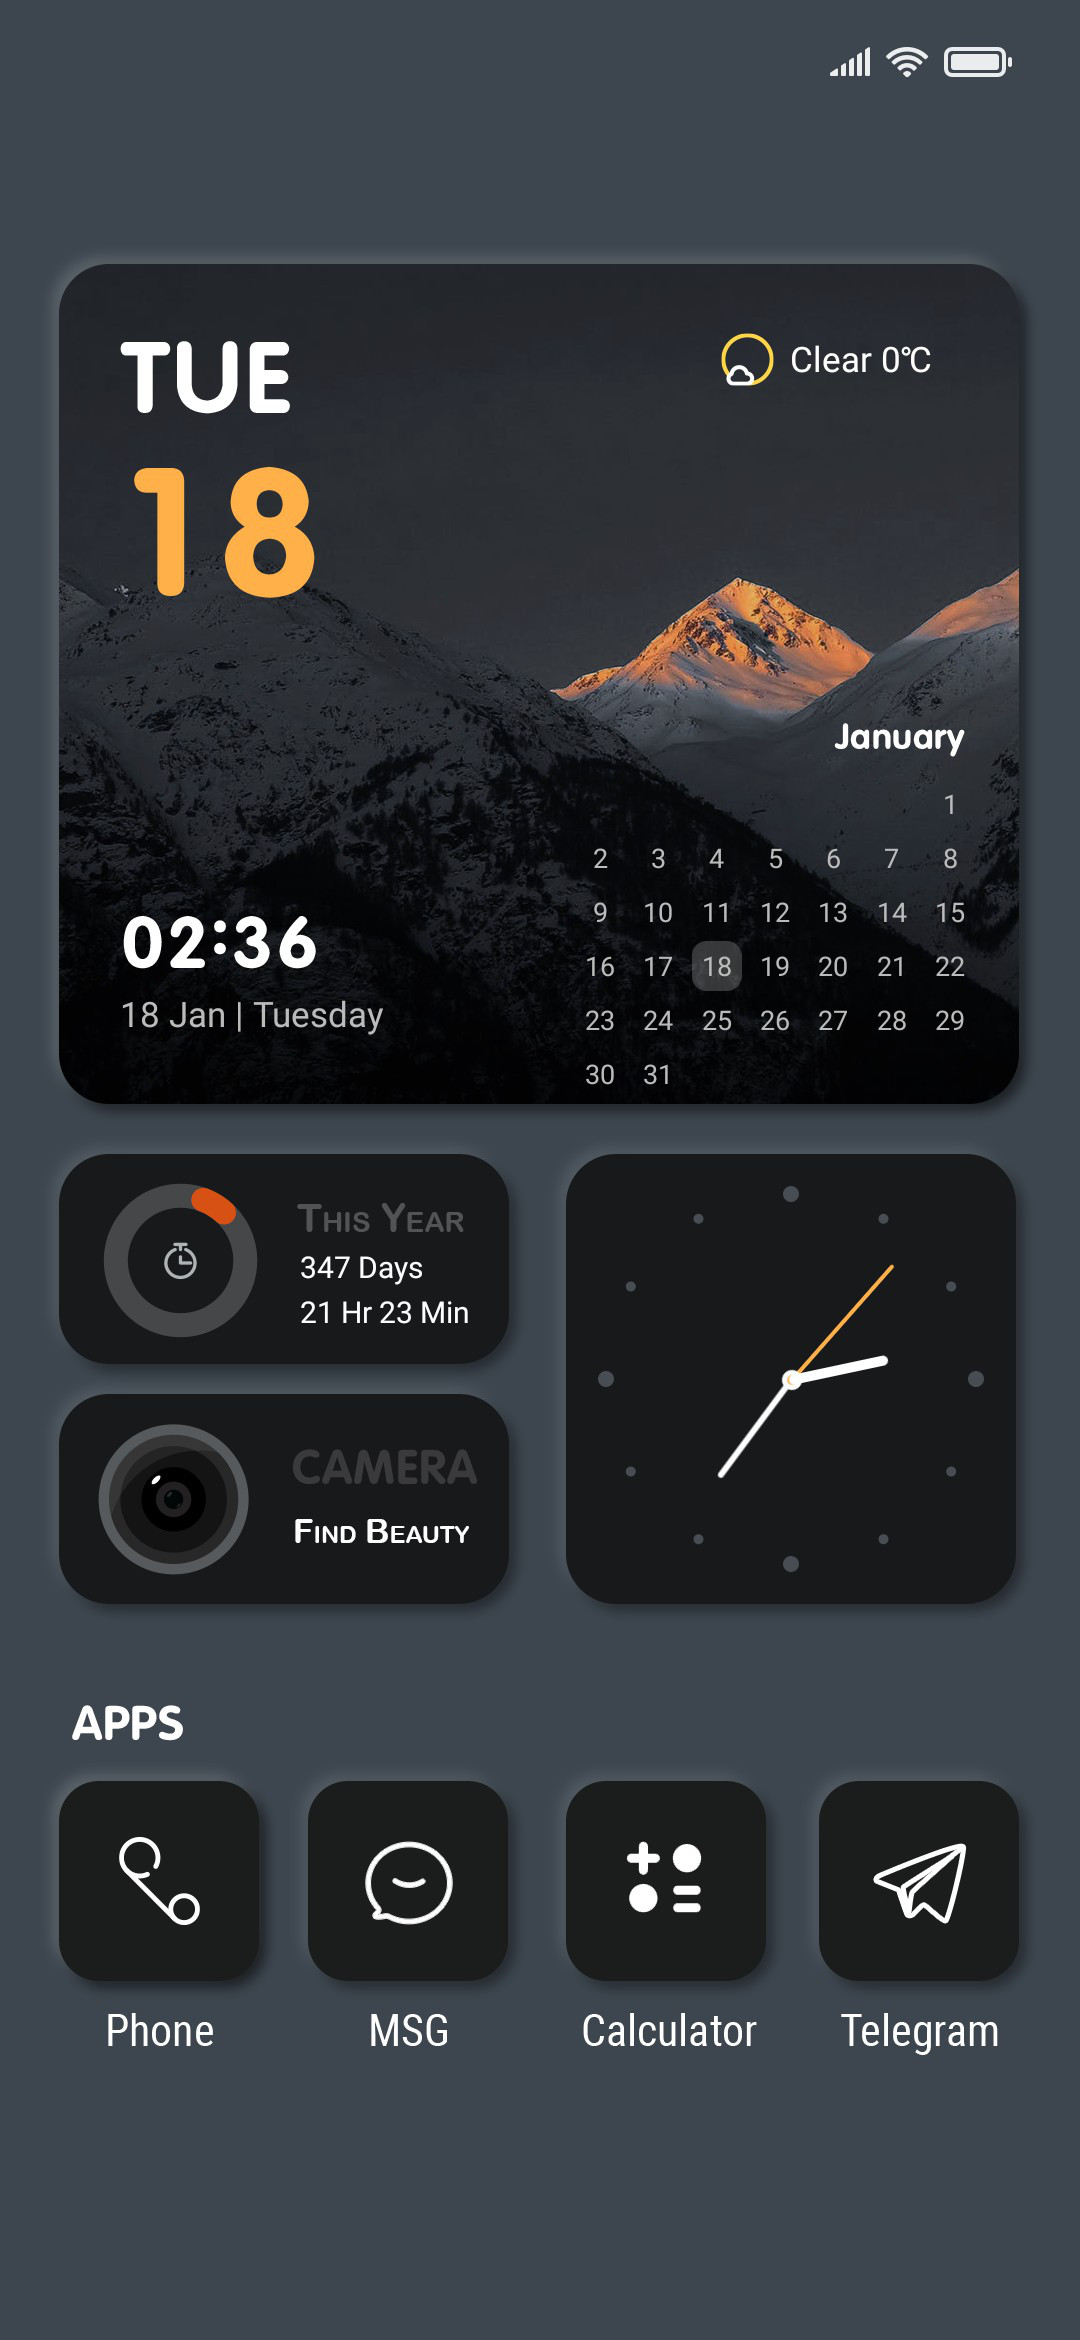 TUE
Clear 0°C
18
January
1
2 3 4 5 6 7 8
9 10 11 12 13 14 15
16 17 18 19 20 21 22
23 24 25 26 27 28 29
30 31
02:36
18 Jan | Tuesday
THIS YEAR
347 Days
21 Hr 23 Min
CAMERA
FIND BEAUTY
APPS
Phone MSG Calculator Telegram